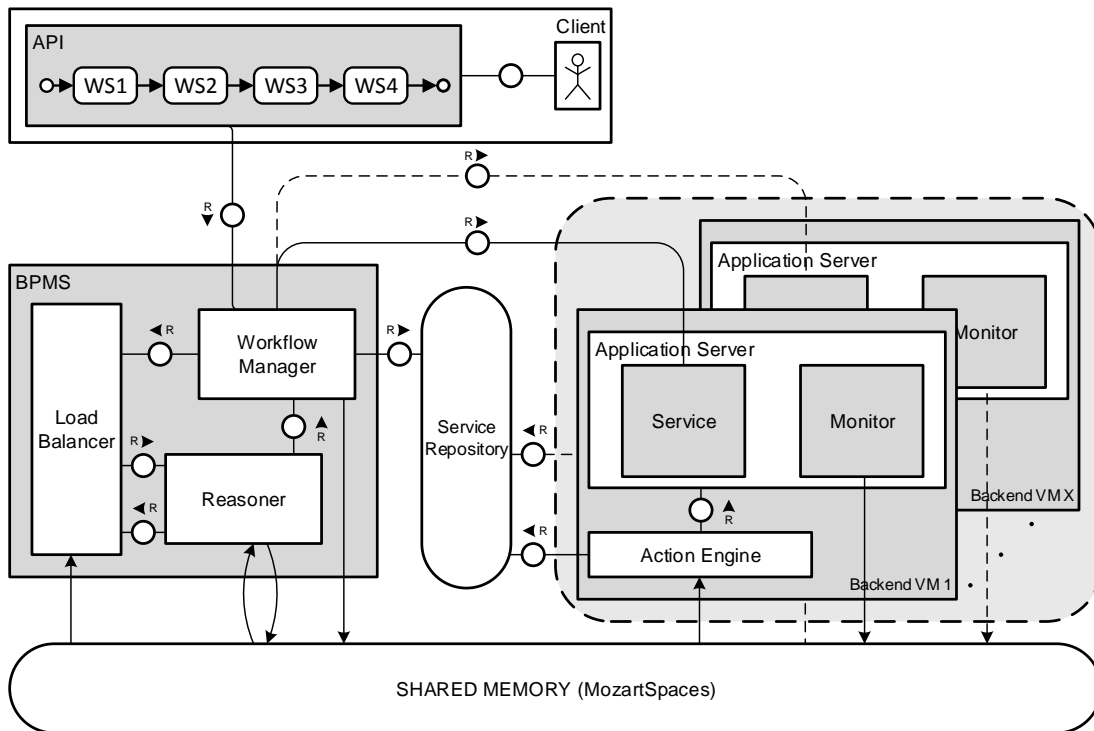 Client
API
WS1 WS2 WS3 WS4
R
R
R
BPMS
Workflow
Manager
R
R
R
Load
Balancer
R
R
Reasoner
Service
Repository
R
R
Application Server
Monitor
Backend VM X
Application Server
Service
Monitor
R
Action Engine
Backend VM 1
SHARED MEMORY (MozartSpaces)